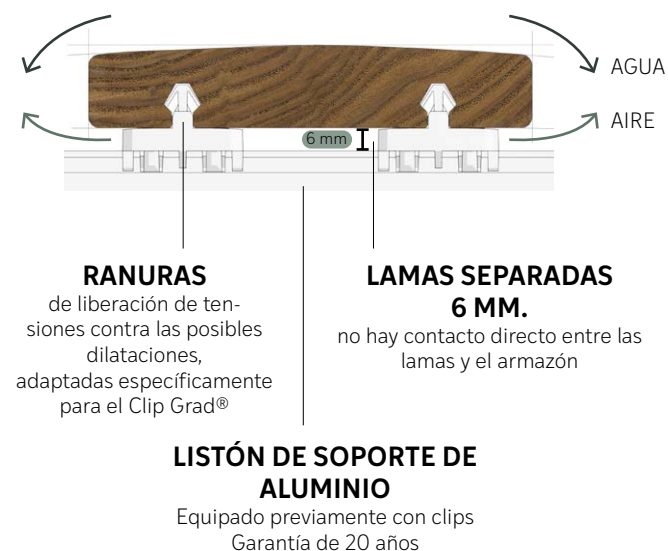 AGUA
AIRE
6 mm
RANURAS
de liberación de ten-
siones contra las posibles
dilataciones,
adaptadas específicamente
para el Clip Grad®
LAMAS SEPARADAS
6 MM.
no hay contacto directo entre las
lamas y el armazón
LISTÓN DE SOPORTE DE
ALUMINIO
Equipado previamente con clips
Garantía de 20 años